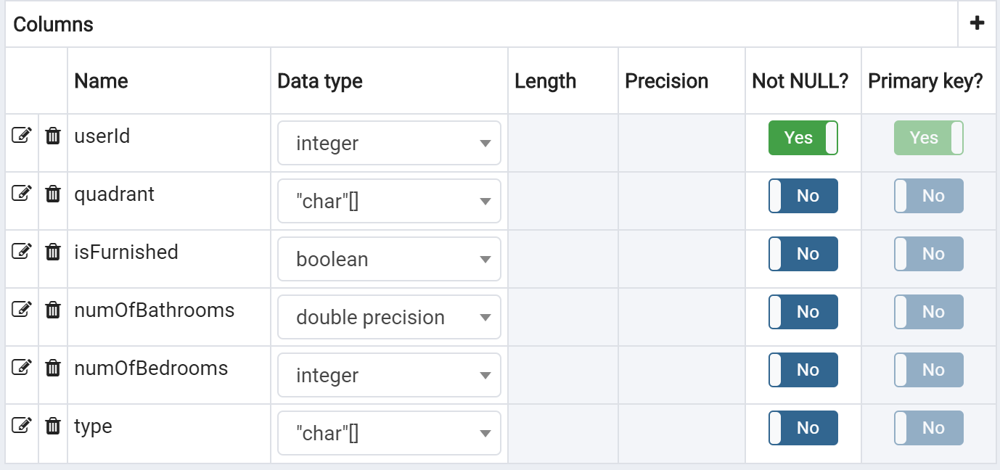 Columns
Name Data type Length Precision Not NULL? Primary key?
userId integer Yes Yes
quadrant "char"[] No No
isFurnished boolean No No
numOfBathrooms double precision No No
numOfBedrooms integer No No
type "char"[] No No